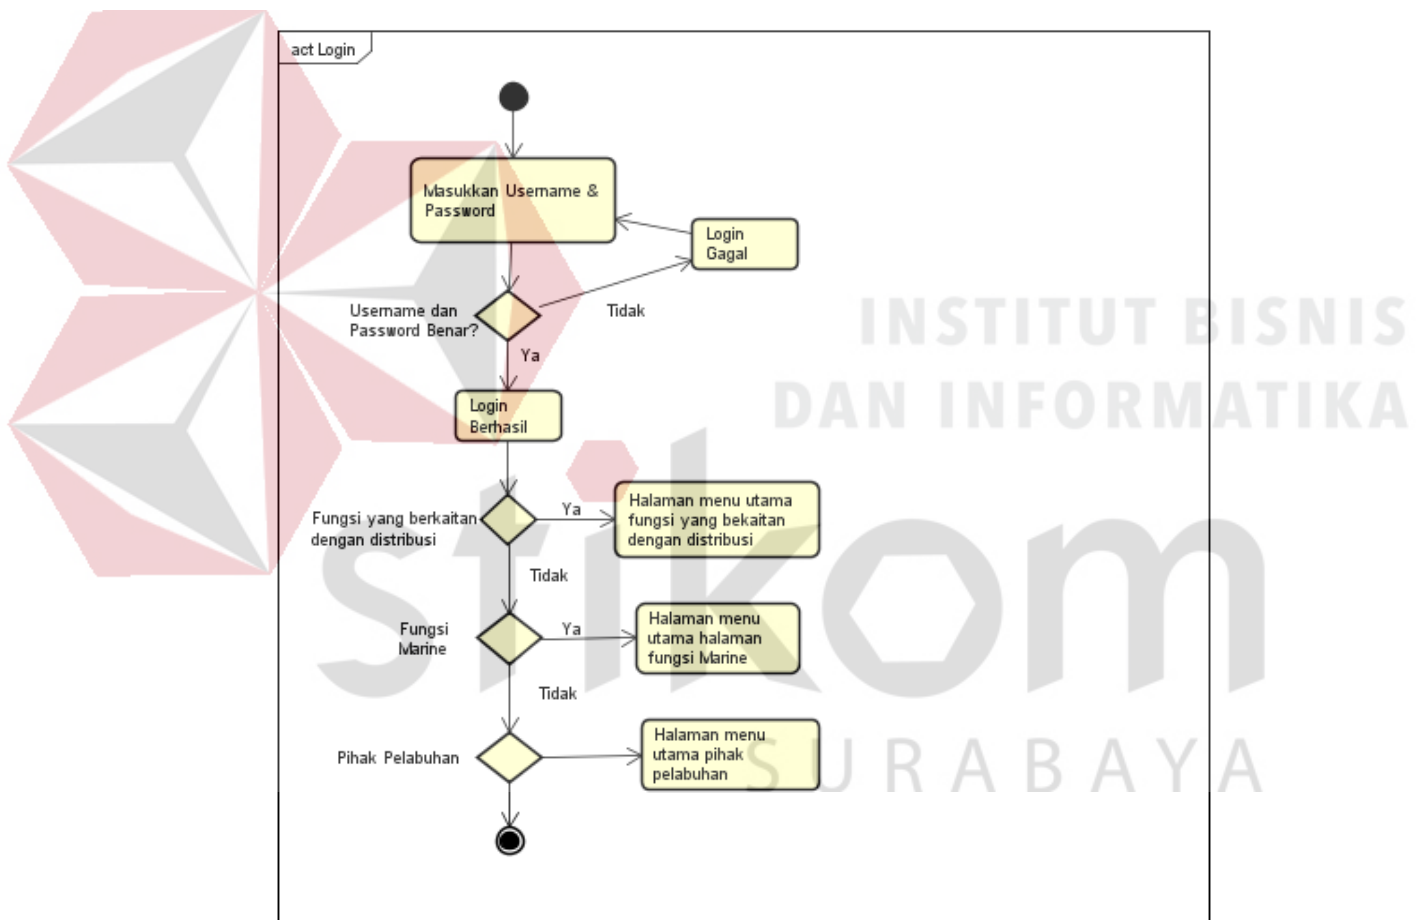 act Login
Masukkan Username &
Password
Login
Gagal
Username dan
Password Benar?
Tidak
Ya
Login
Berhasil
Fungsi yang berkaitan
dengan distribusi
Ya
Halaman menu utama
fungsi yang bekaitan
dengan distribusi
Tidak
Fungsi
Marine
Ya
Halaman menu
utama halaman
fungsi Marine
Tidak
Pihak Pelabuhan
Halaman menu
utama pihak
pelabuhan
INSTITUT BISNIS
DAN INFORMATIKA
stikom
SURABAYA